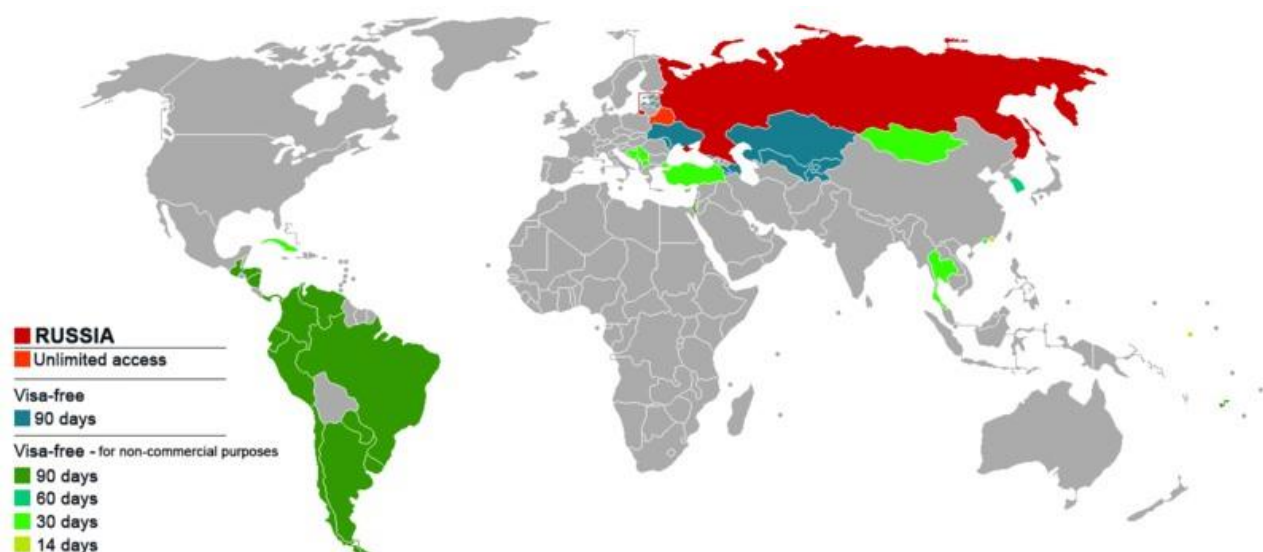 RUSSIA
Unlimited access
Visa-free
90 days
Visa-free - for non-commercial purposes
90 days
60 days
30 days
14 days